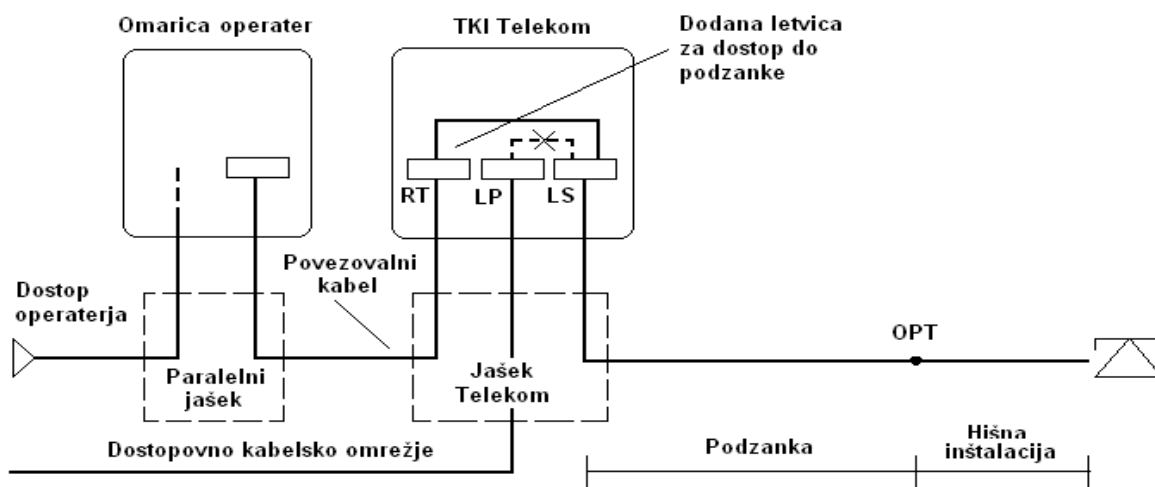 Omarica operater
TKI Telekom
Dodana letvica
za dostop do
podzanke
RT
LP
LS
Povezovalni
kabel
Dostop
operaterja
OPT
Paralelni
jašek
Jašek
Telekom
Dostopovno kabelsko omrežje
Podzanka
Hišna
inštalacija